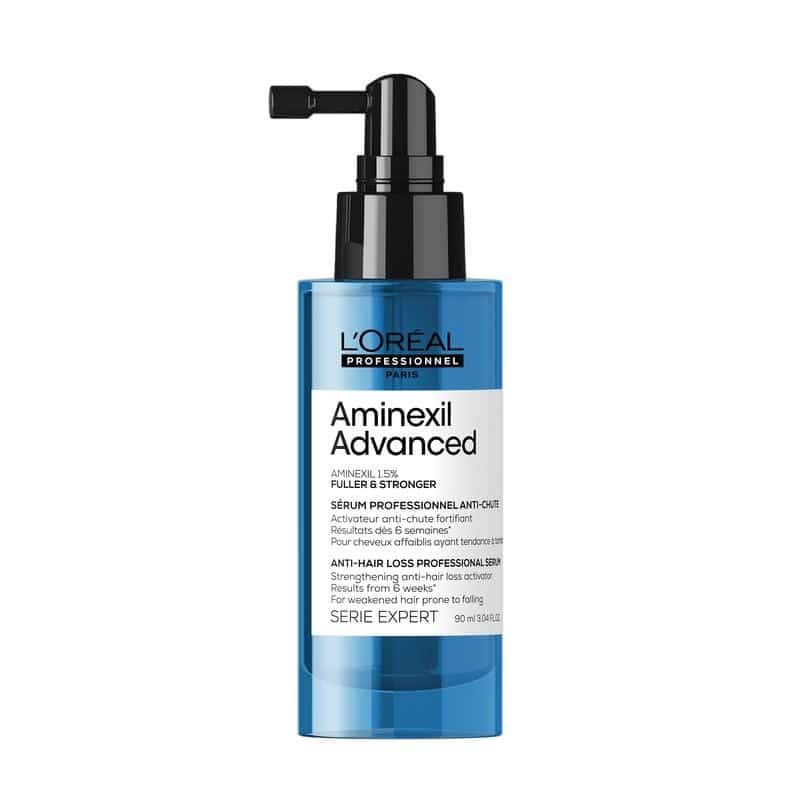 L'ORÉAL
PROFESSIONNEL
PARIS
Aminexil
Advanced
AMINEXIL 1.5%
FULLER & STRONGER
SÉRUM PROFESSIONNEL ANTI-CHUTE
Activateur anti-chute fortifiant
Résultats dès 6 semaines*
Pour cheveux affaiblis ayant tendance à
ANTI-HAIR LOSS PROFESSIONAL SERUM
Strengthening anti-hair loss activator
Results from 6 weeks*
For weakened hair prone to falling
SERIE EXPERT 90 ml 3.04 FL.OZ.